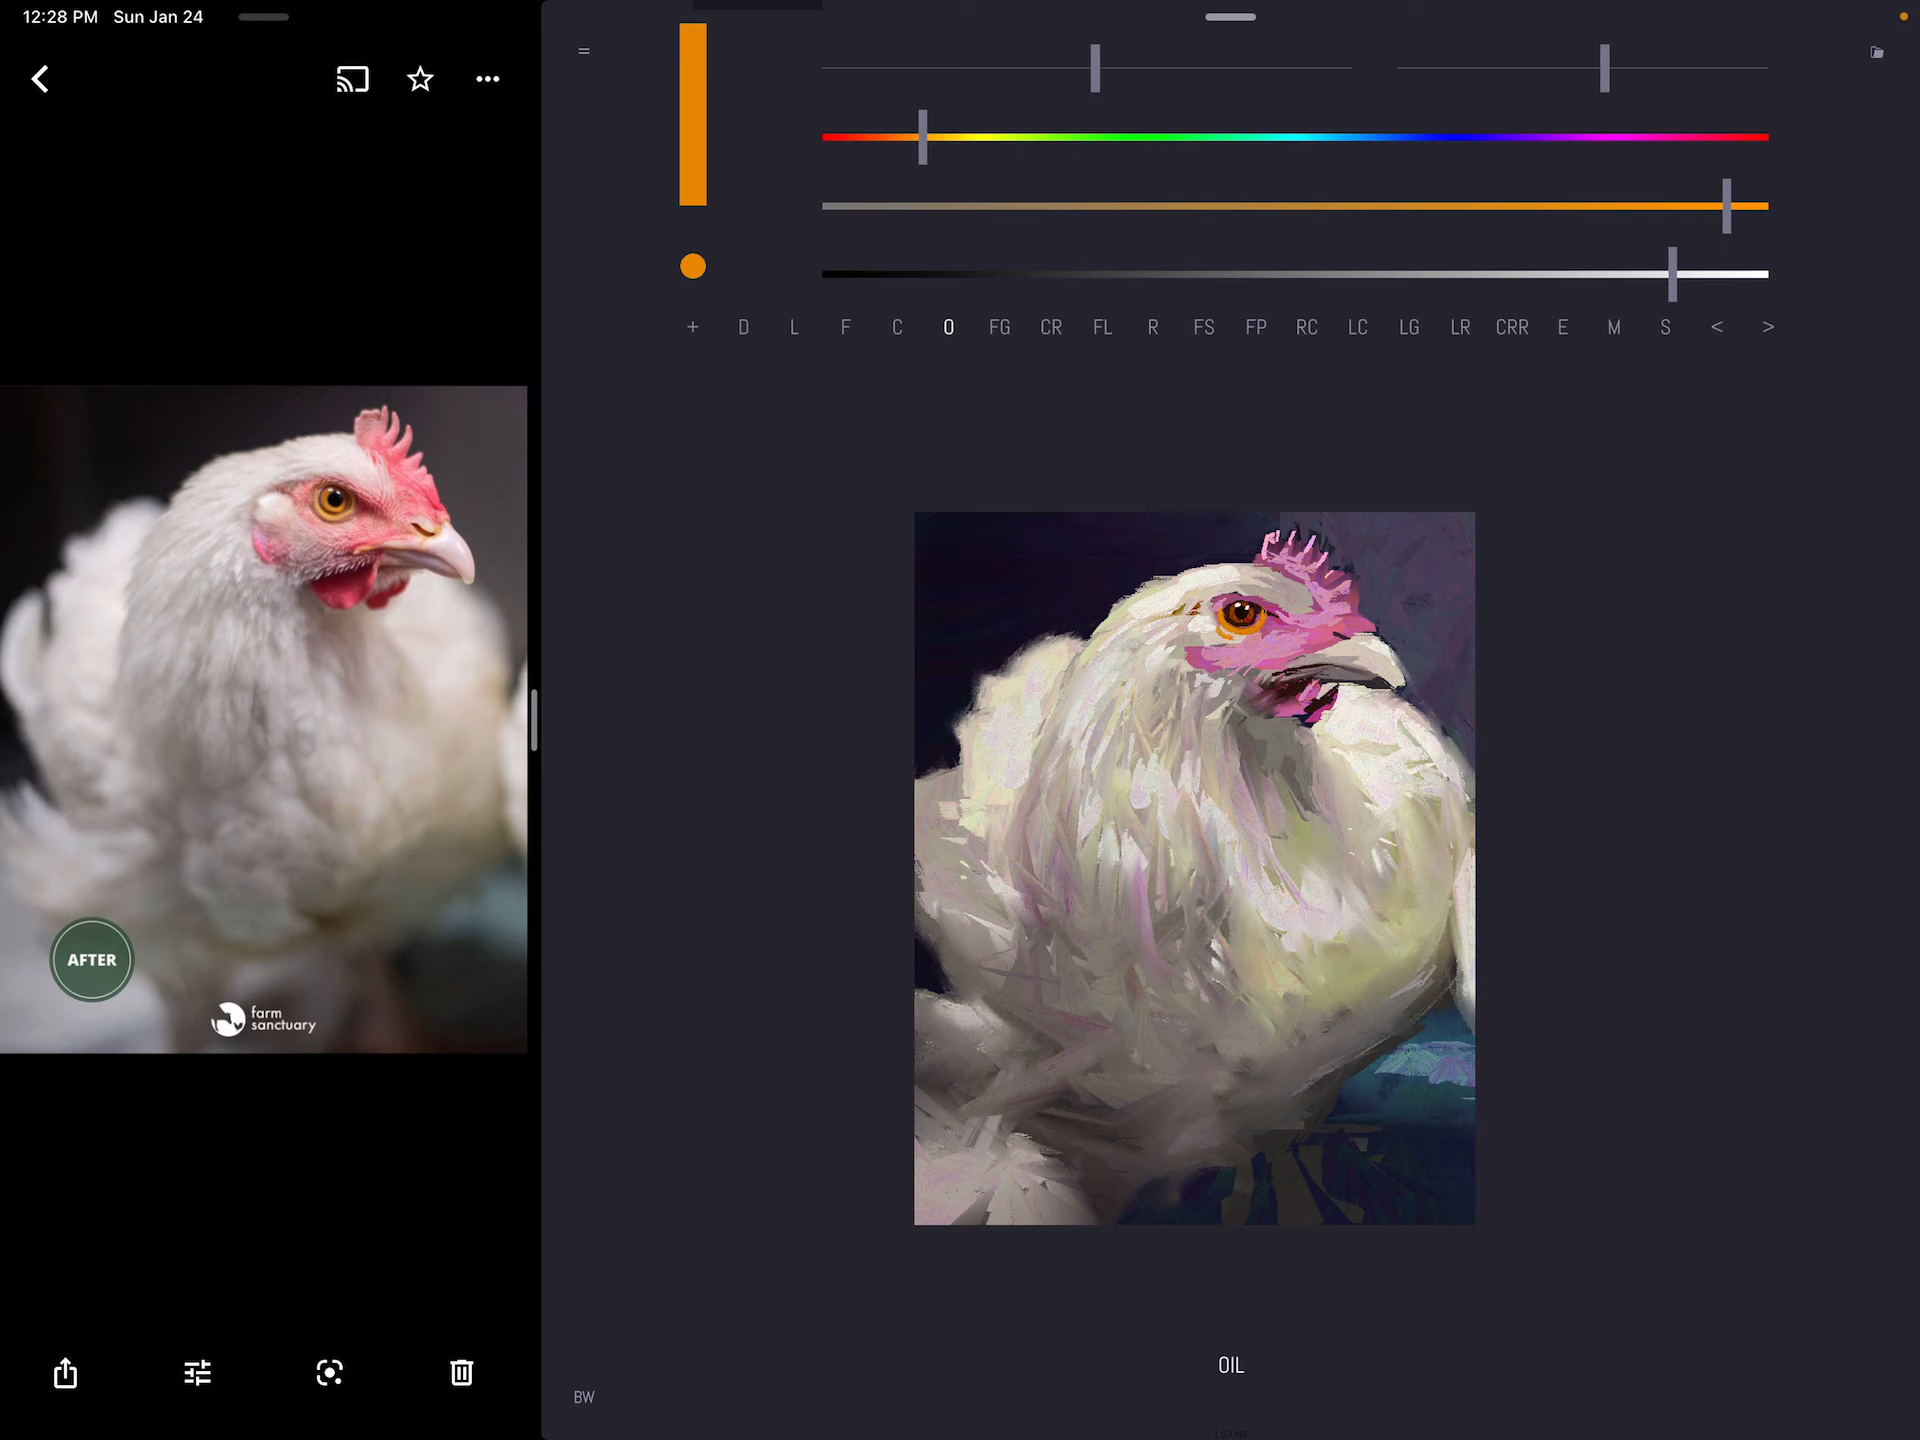 12:28 PM Sun Jan 24
AFTER
farm
sanctuary
+ D L F C O FG CR FL R FS FP RC LC LG LR CRR E M S < >
OIL
BW